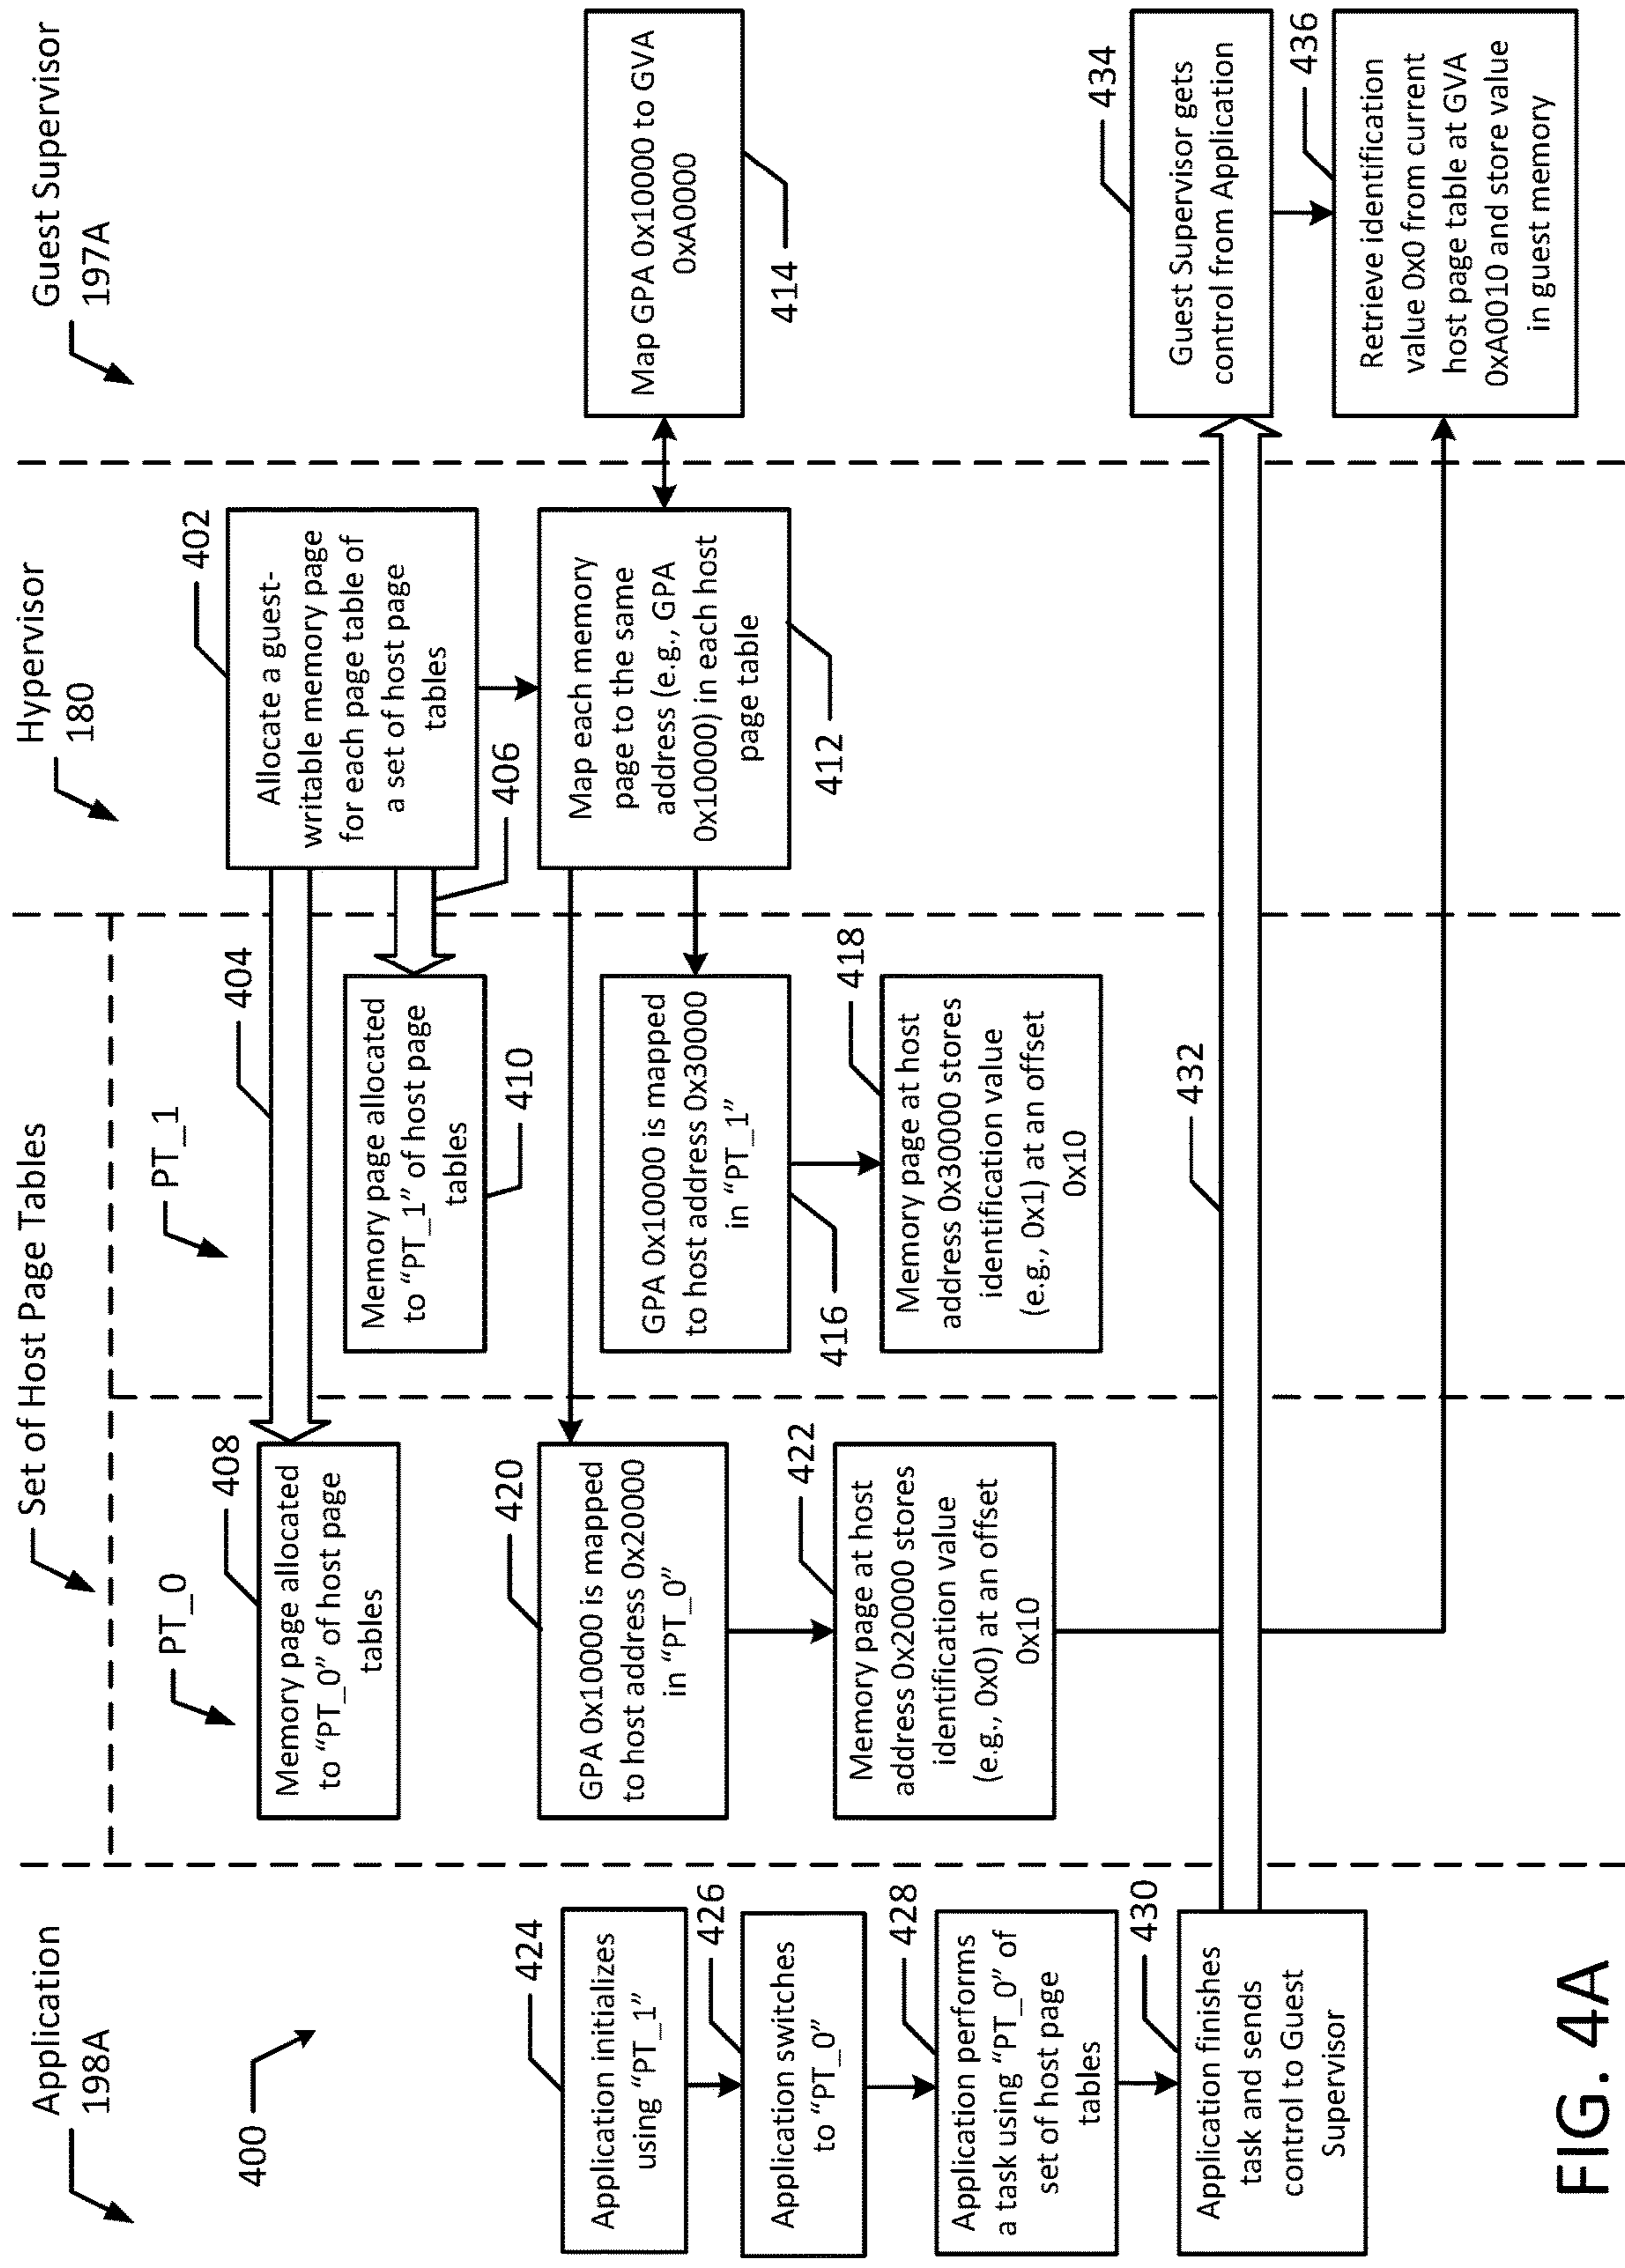 Application
198A
Set of Host Page Tables
Hypervisor
180
Guest Supervisor
197A
400
PT_0
PT_1
402
Allocate a guest-
writable memory page
for each page table of
a set of host page
tables
404
406
408
Memory page allocated
to “PT_0” of host page
tables
Memory page allocated
to “PT_1” of host page
tables
410
Map each memory
page to the same
address (e.g., GPA
0x10000) in each host
page table
412
Map GPA 0x10000 to GVA
0xA0000
414
GPA 0x10000 is mapped
to host address 0x30000
in “PT_1”
416
418
Memory page at host
address 0x30000 stores
identification value
(e.g., 0x1) at an offset
0x10
420
GPA 0x10000 is mapped
to host address 0x20000
in “PT_0”
422
Memory page at host
address 0x20000 stores
identification value
(e.g., 0x0) at an offset
0x10
424
Application initializes
using “PT_1”
426
Application switches
to “PT_0”
428
Application performs
a task using “PT_0” of
set of host page
tables
430
Application finishes
task and sends
control to Guest
Supervisor
432
434
Guest Supervisor gets
control from Application
436
Retrieve identification
value 0x0 from current
host page table at GVA
0xA0010 and store value
in guest memory
FIG. 4A